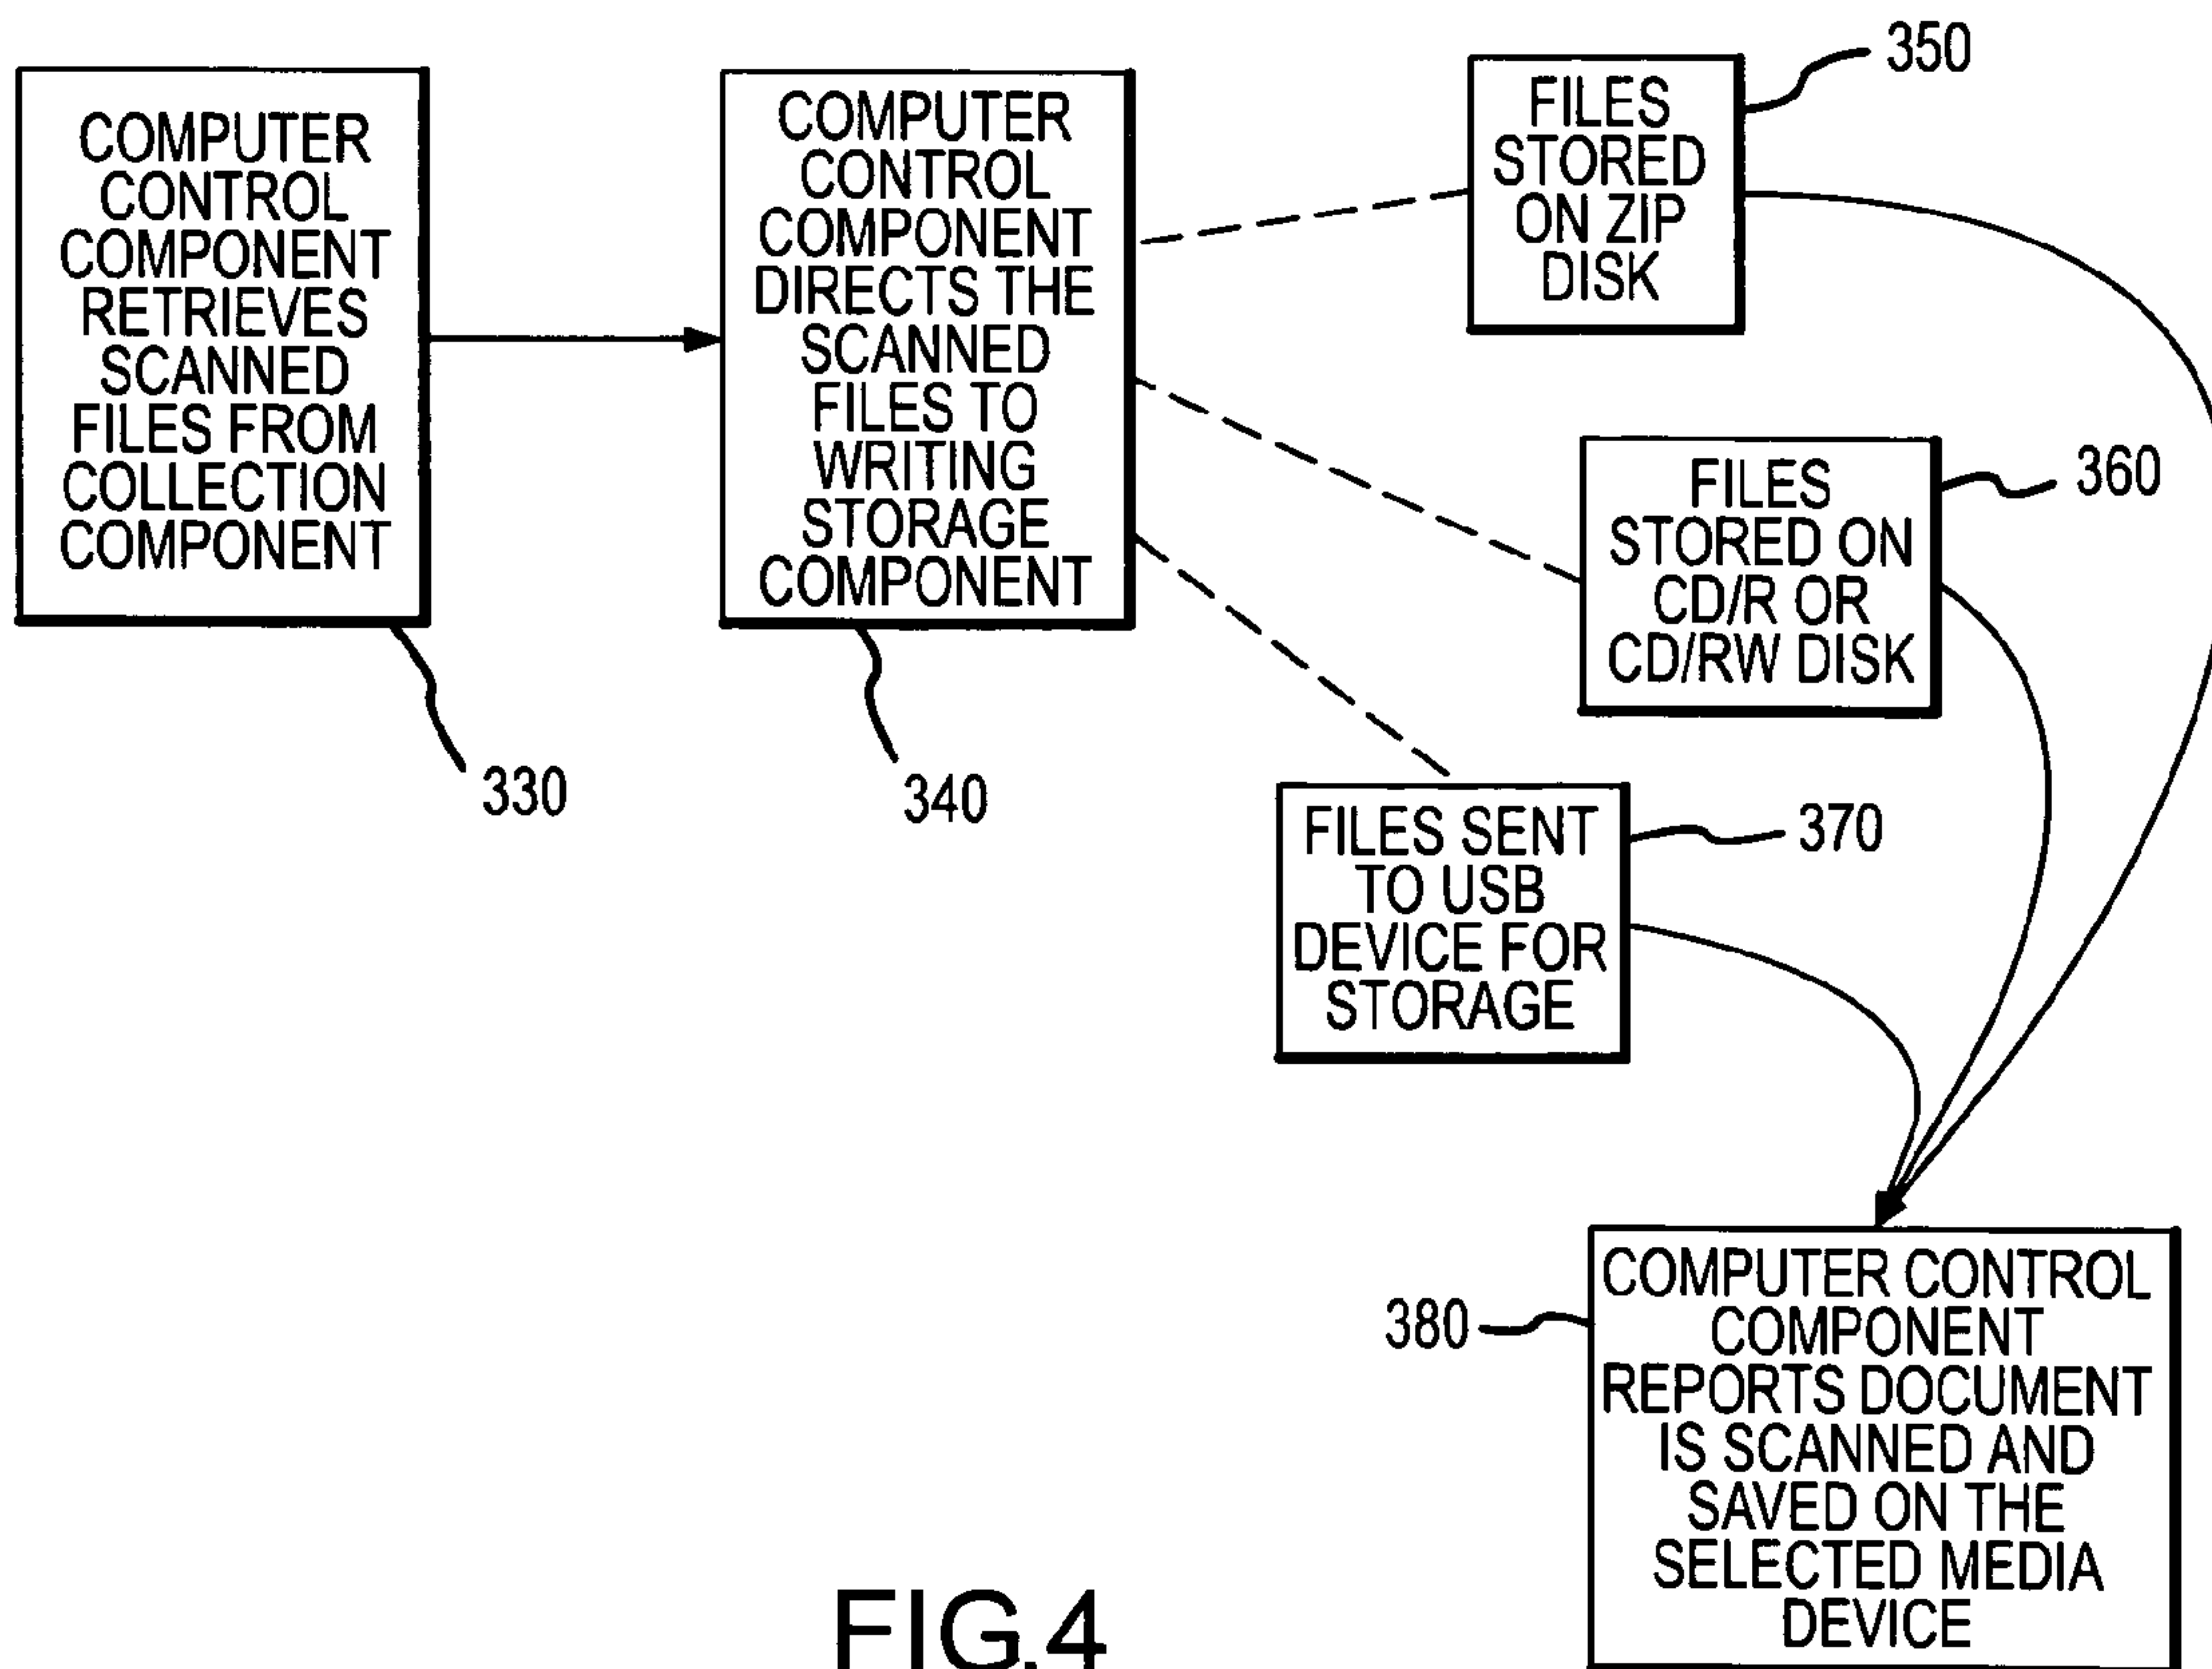 COMPUTER
CONTROL
COMPONENT
RETRIEVES
SCANNED
FILES FROM
COLLECTION
COMPONENT
330
COMPUTER
CONTROL
COMPONENT
DIRECTS THE
SCANNED
FILES TO
WRITING
STORAGE
COMPONENT
340
FILES
STORED
ON ZIP
DISK
350
FILES
STORED ON
CD/R OR
CD/RW DISK
360
FILES SENT
TO USB
DEVICE FOR
STORAGE
370
COMPUTER CONTROL
COMPONENT
REPORTS DOCUMENT
IS SCANNED AND
SAVED ON THE
SELECTED MEDIA
DEVICE
380
FIG.4